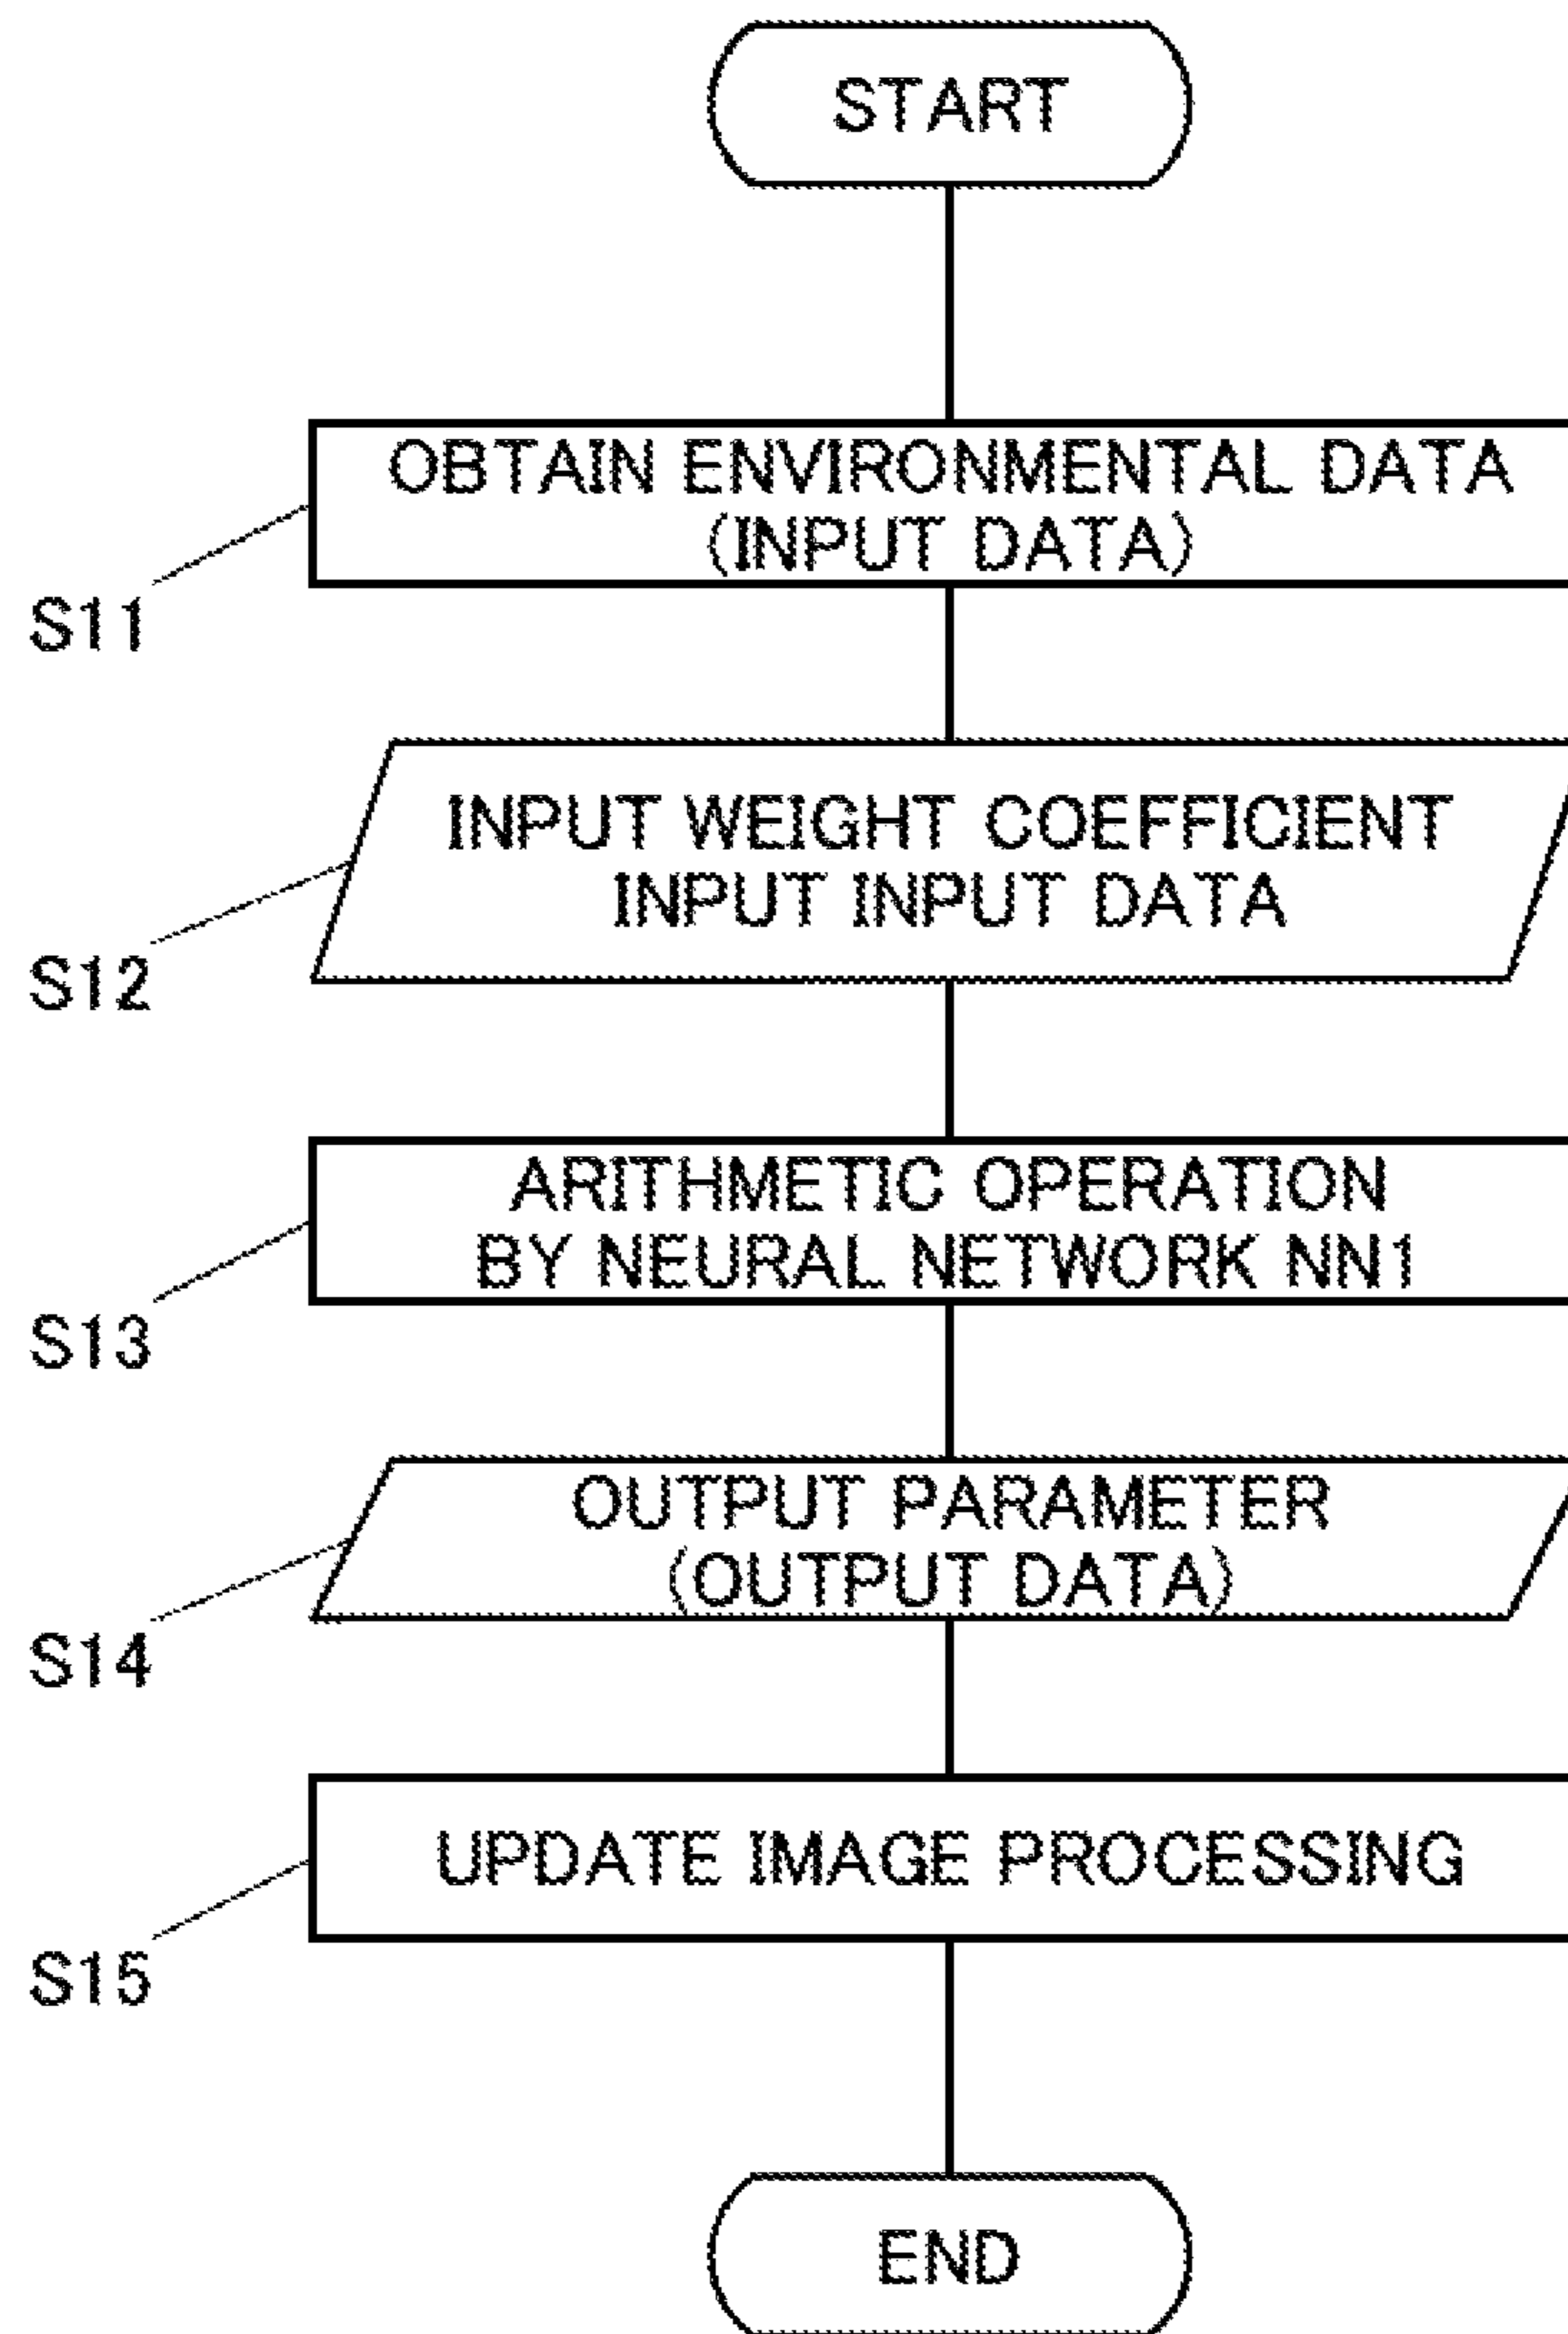 START
OBTAIN ENVIRONMENTAL DATA
(INPUT DATA)
S11
INPUT WEIGHT COEFFICIENT
INPUT INPUT DATA
S12
ARITHMETIC OPERATION
BY NEURAL NETWORK NN1
S13
OUTPUT PARAMETER
(OUTPUT DATA)
S14
UPDATE IMAGE PROCESSING
S15
END